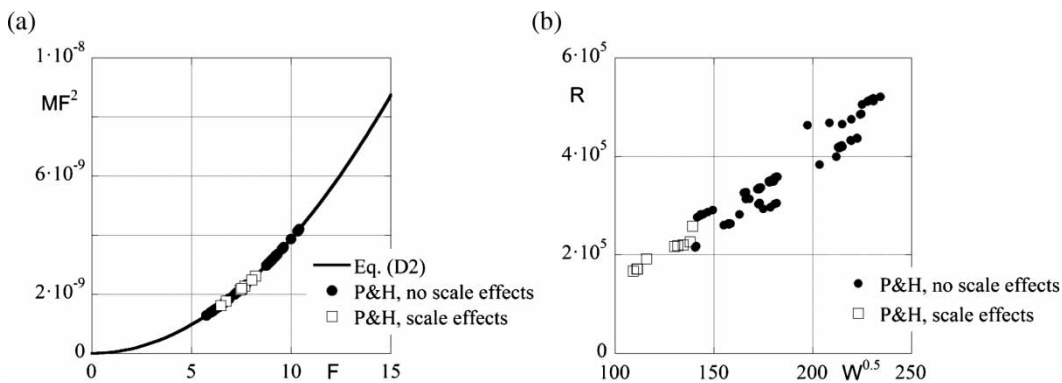 (a)
1·10⁻⁸
MF²
6·10⁻⁹
2·10⁻⁹
0
0 5 F 10 15
Eq. (D2)
P&H, no scale effects
P&H, scale effects
(b)
6·10⁵
R
4·10⁵
2·10⁵
0
100 150 200 W⁰·⁵ 250
P&H, no scale effects
P&H, scale effects